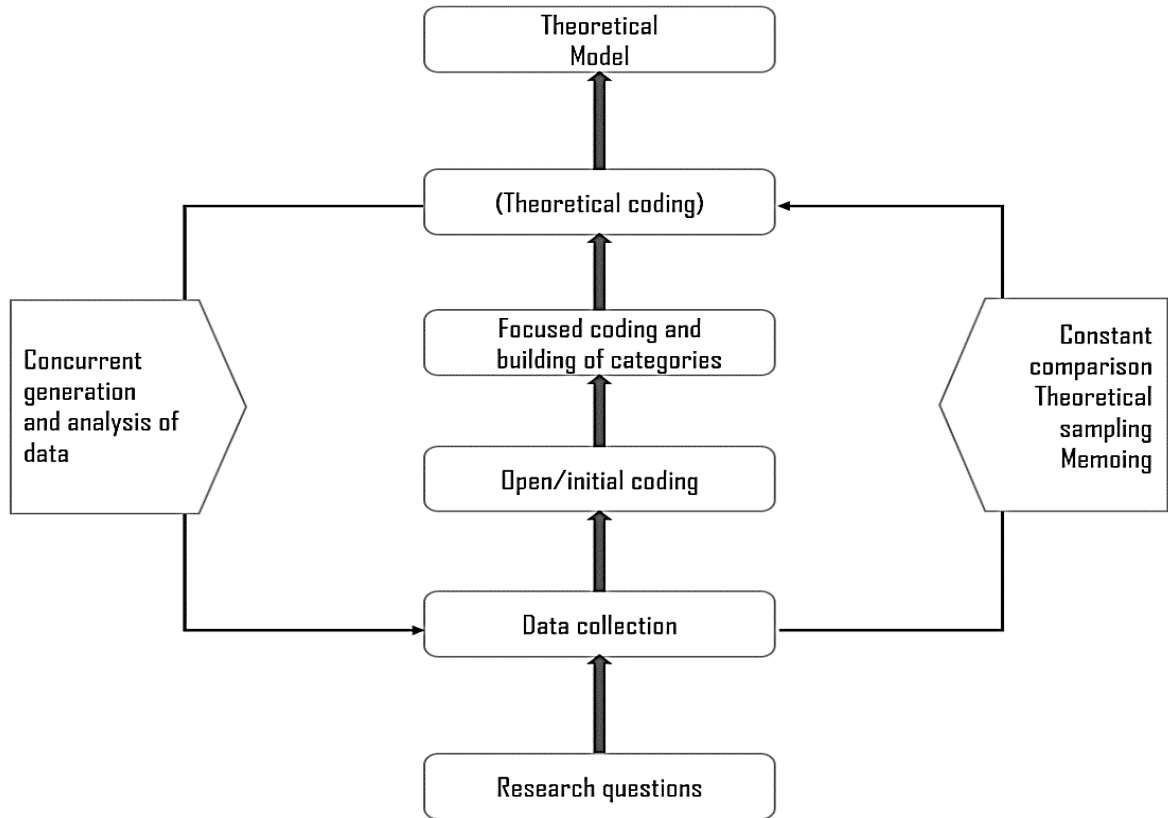 Theoretical
Model
(Theoretical coding)
Focused coding and
building of categories
Concurrent
generation
and analysis of
data
Constant
comparison
Theoretical
sampling
Memoing
Open/initial coding
Data collection
Research questions